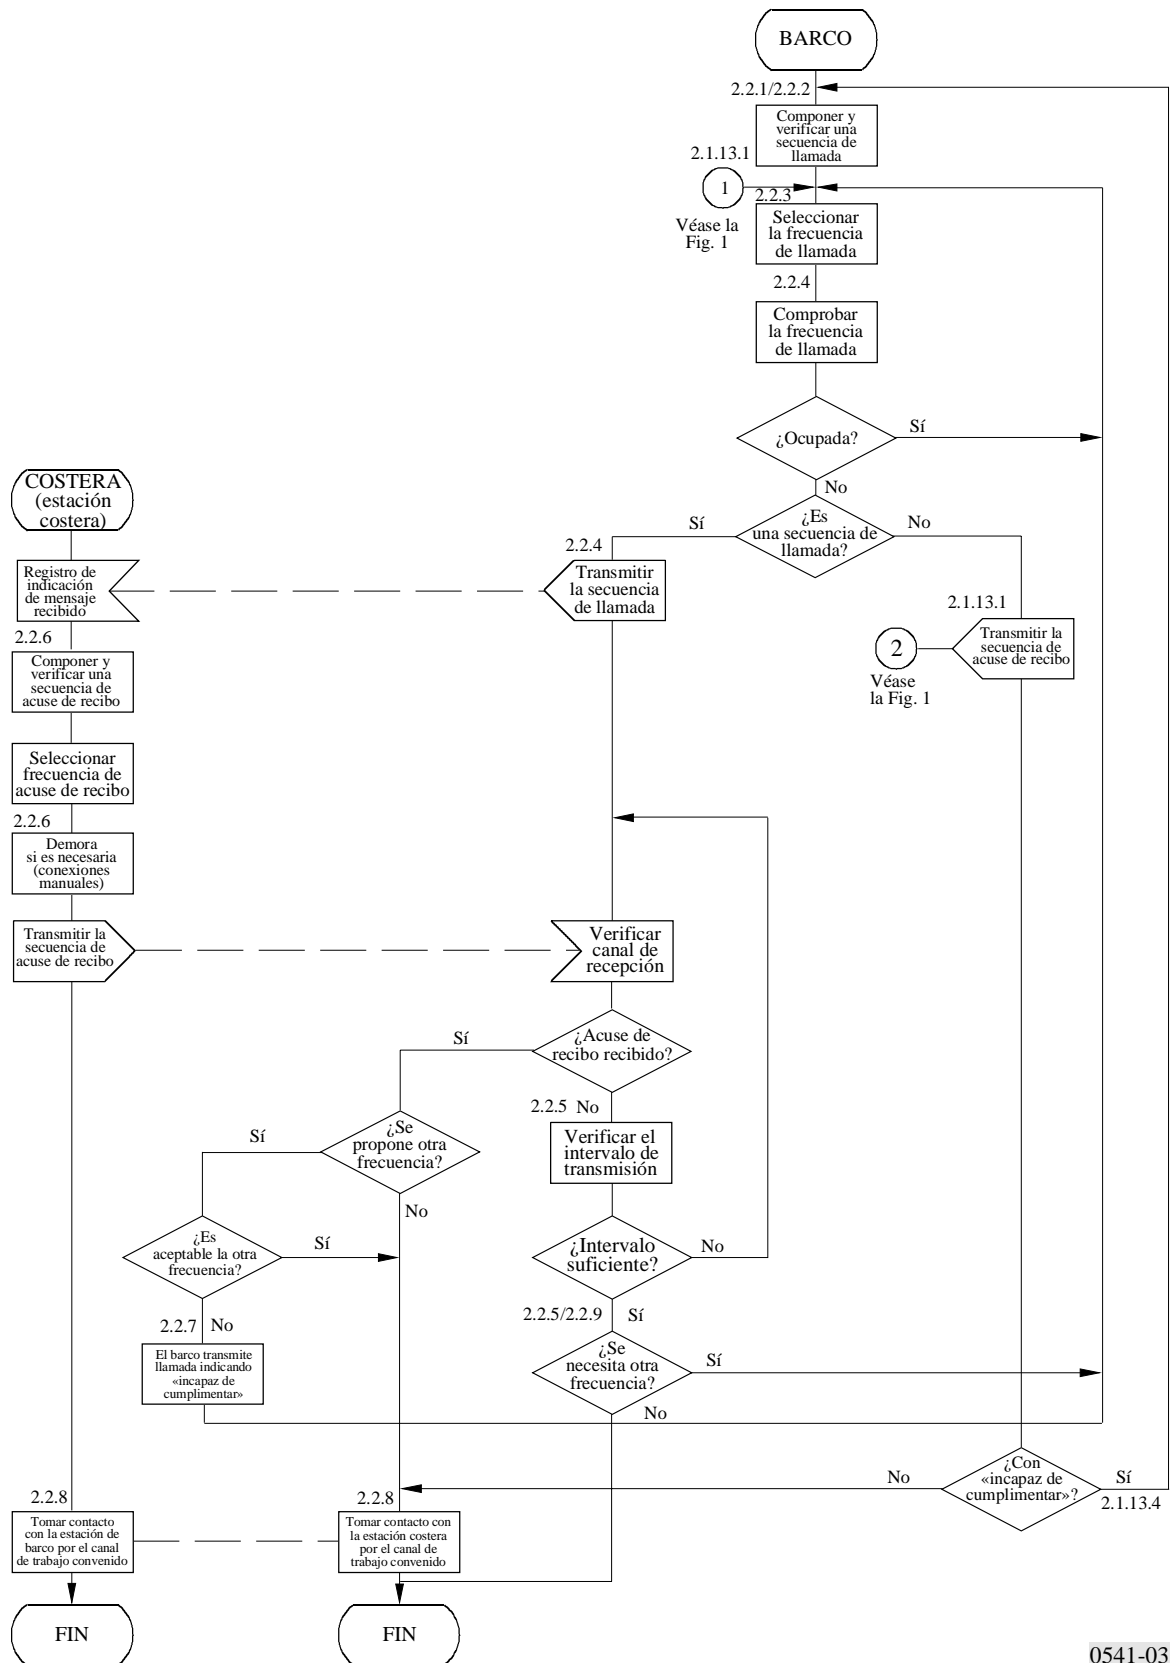 BARCO
2.2.1/2.2.2
Componer y
verificar una
secuencia de
llamada
2.1.13.1
1
2.2.3
Véase la
Fig. 1
Seleccionar
la frecuencia
de llamada
2.2.4
Comprobar
la frecuencia
de llamada
¿Ocupada?
Sí
No
COSTERA
(estación
costera)
¿Es
una secuencia de
llamada?
Sí
No
2.2.4
Registro de
indicación
de mensaje
recibido
Transmitir
la secuencia
de llamada
2.1.13.1
2
Véase
la Fig. 1
Transmitir la
secuencia de
acuse de recibo
2.2.6
Componer y
verificar una
secuencia de
acuse de recibo
Seleccionar
frecuencia de
acuse de recibo
2.2.6
Demora
si es necesaria
(conexiones
manuales)
Transmitir la
secuencia de
acuse de recibo
Verificar
canal de
recepción
¿Acuse de
recibo recibido?
Sí
2.2.5 No
¿Se
propone otra
frecuencia?
Sí
No
Verificar el
intervalo de
transmisión
¿Es
aceptable la otra
frecuencia?
Sí
¿Intervalo
suficiente?
No
2.2.7 No
2.2.5/2.2.9 Sí
El barco transmite
llamada indicando
«incapaz de
cumplimentar»
¿Se
necesita otra
frecuencia?
Sí
No
¿Con
«incapaz de
cumplimentar»?
No
Sí
2.1.13.4
2.2.8
Tomar contacto
con la estación de
barco por el canal
de trabajo convenido
2.2.8
Tomar contacto con
la estación costera
por el canal de
trabajo convenido
FIN
FIN
0541-03